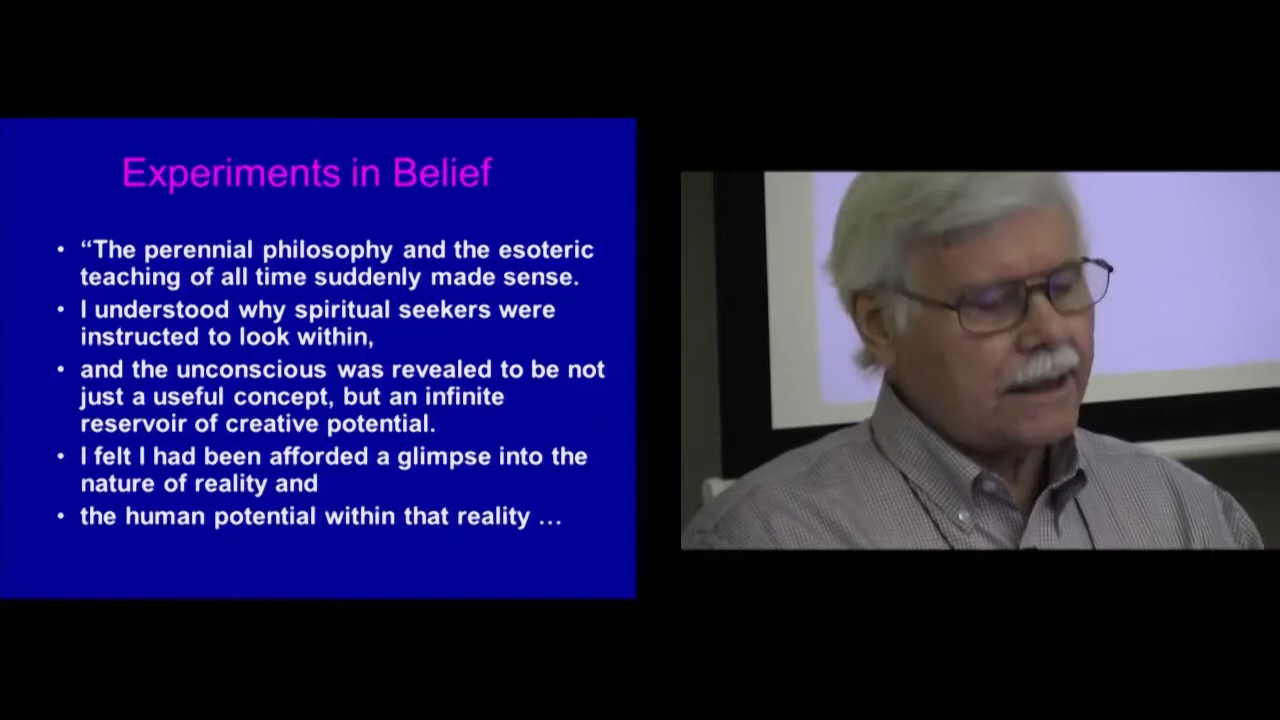 Experiments in Belief
• “The perennial philosophy and the esoteric
teaching of all time suddenly made sense.
• I understood why spiritual seekers were
instructed to look within,
• and the unconscious was revealed to be not
just a useful concept, but an infinite
reservoir of creative potential.
• I felt I had been afforded a glimpse into the
nature of reality and
• the human potential within that reality …